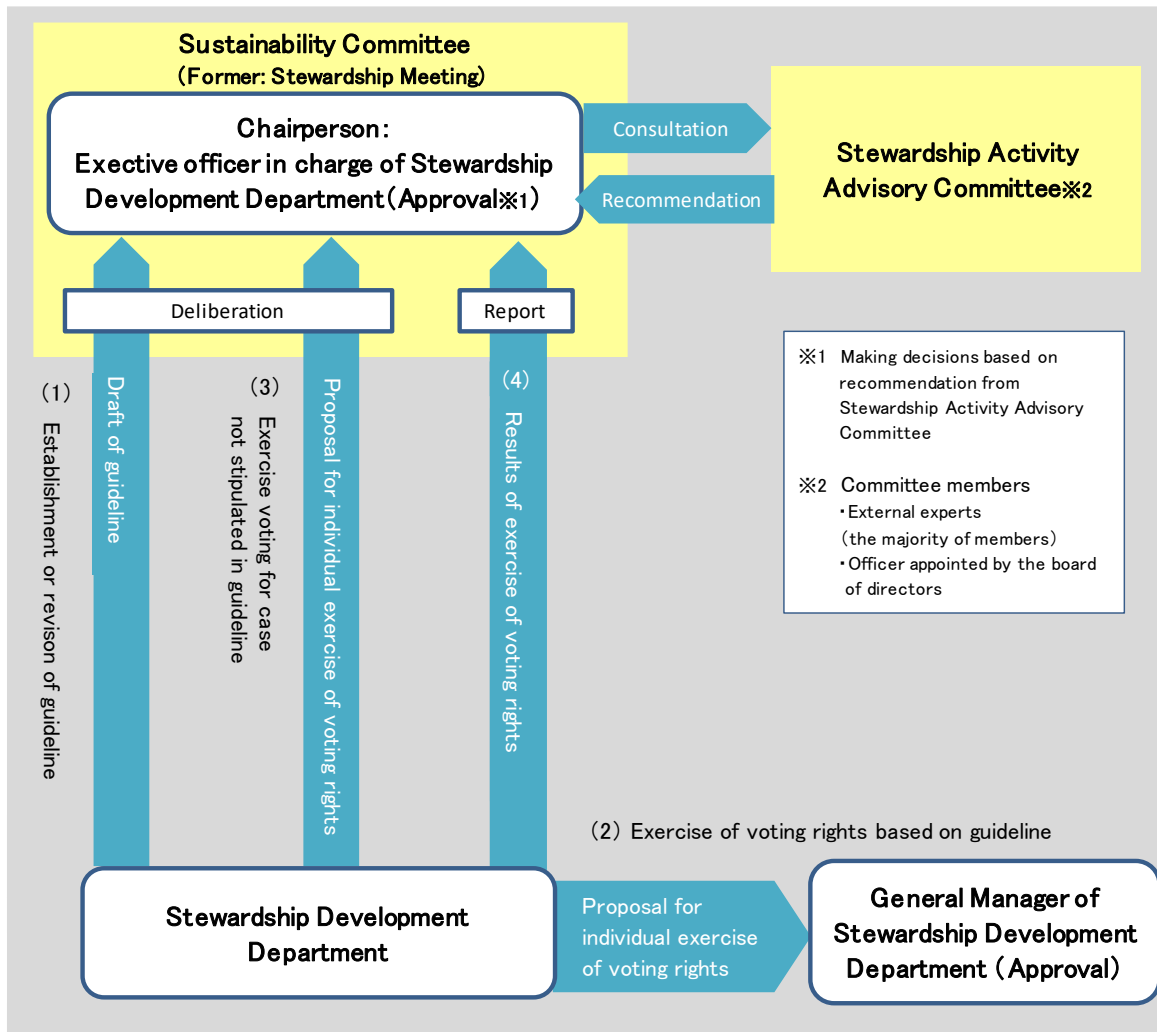 Sustainability Committee
(Former: Stewardship Meeting)
Chairperson:
Exective officer in charge of Stewardship
Development Department(Approval※1)
Consultation
Recommendation
Stewardship Activity
Advisory Committee※2
Deliberation
Report
※1 Making decisions based on
recommendation from
Stewardship Activity Advisory
Committee
※2 Committee members
・External experts
(the majority of members)
・Officer appointed by the board
of directors
(1) Establishment or revison of guideline
Draft of guideline
(3) Exercise voting for case
not stipulated in guideline
Proposal for individual exercise of voting rights
(4) Results of exercise of voting rights
(2) Exercise of voting rights based on guideline
Stewardship Development
Department
Proposal for
individual exercise
of voting rights
General Manager of
Stewardship Development
Department (Approval)